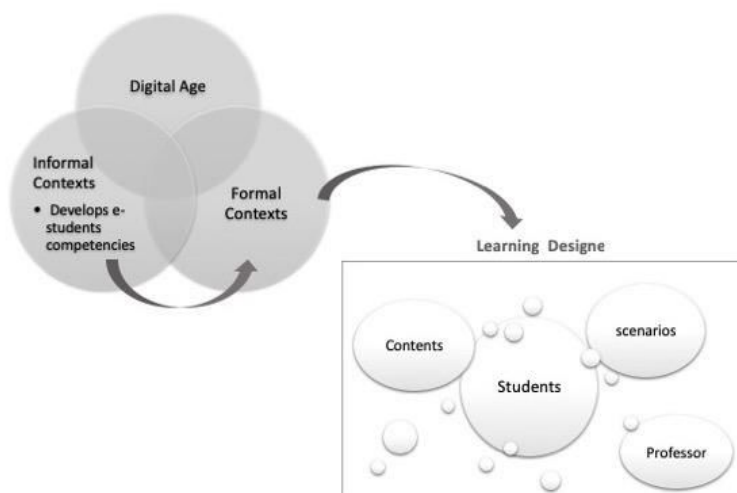 Digital Age
Informal
Contexts
• Develops e-
students
competencies
Formal
Contexts
Learning Designe
Contents
scenarios
Students
Professor